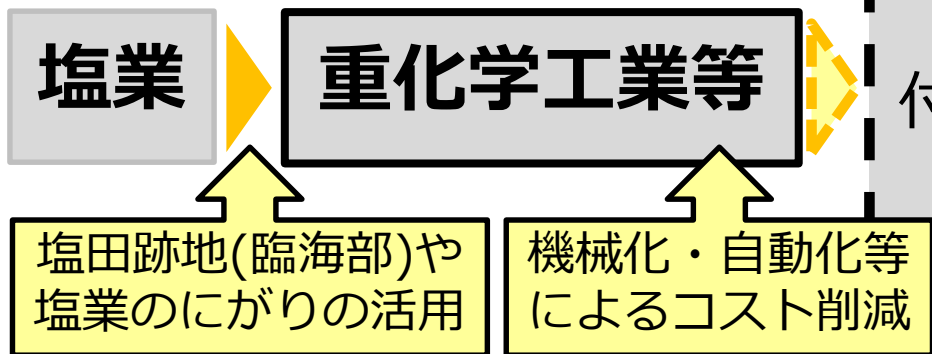 塩業
重化学工業等
塩田跡地(臨海部)や
塩業のにがりの活用
機械化・自動化等
によるコスト削減